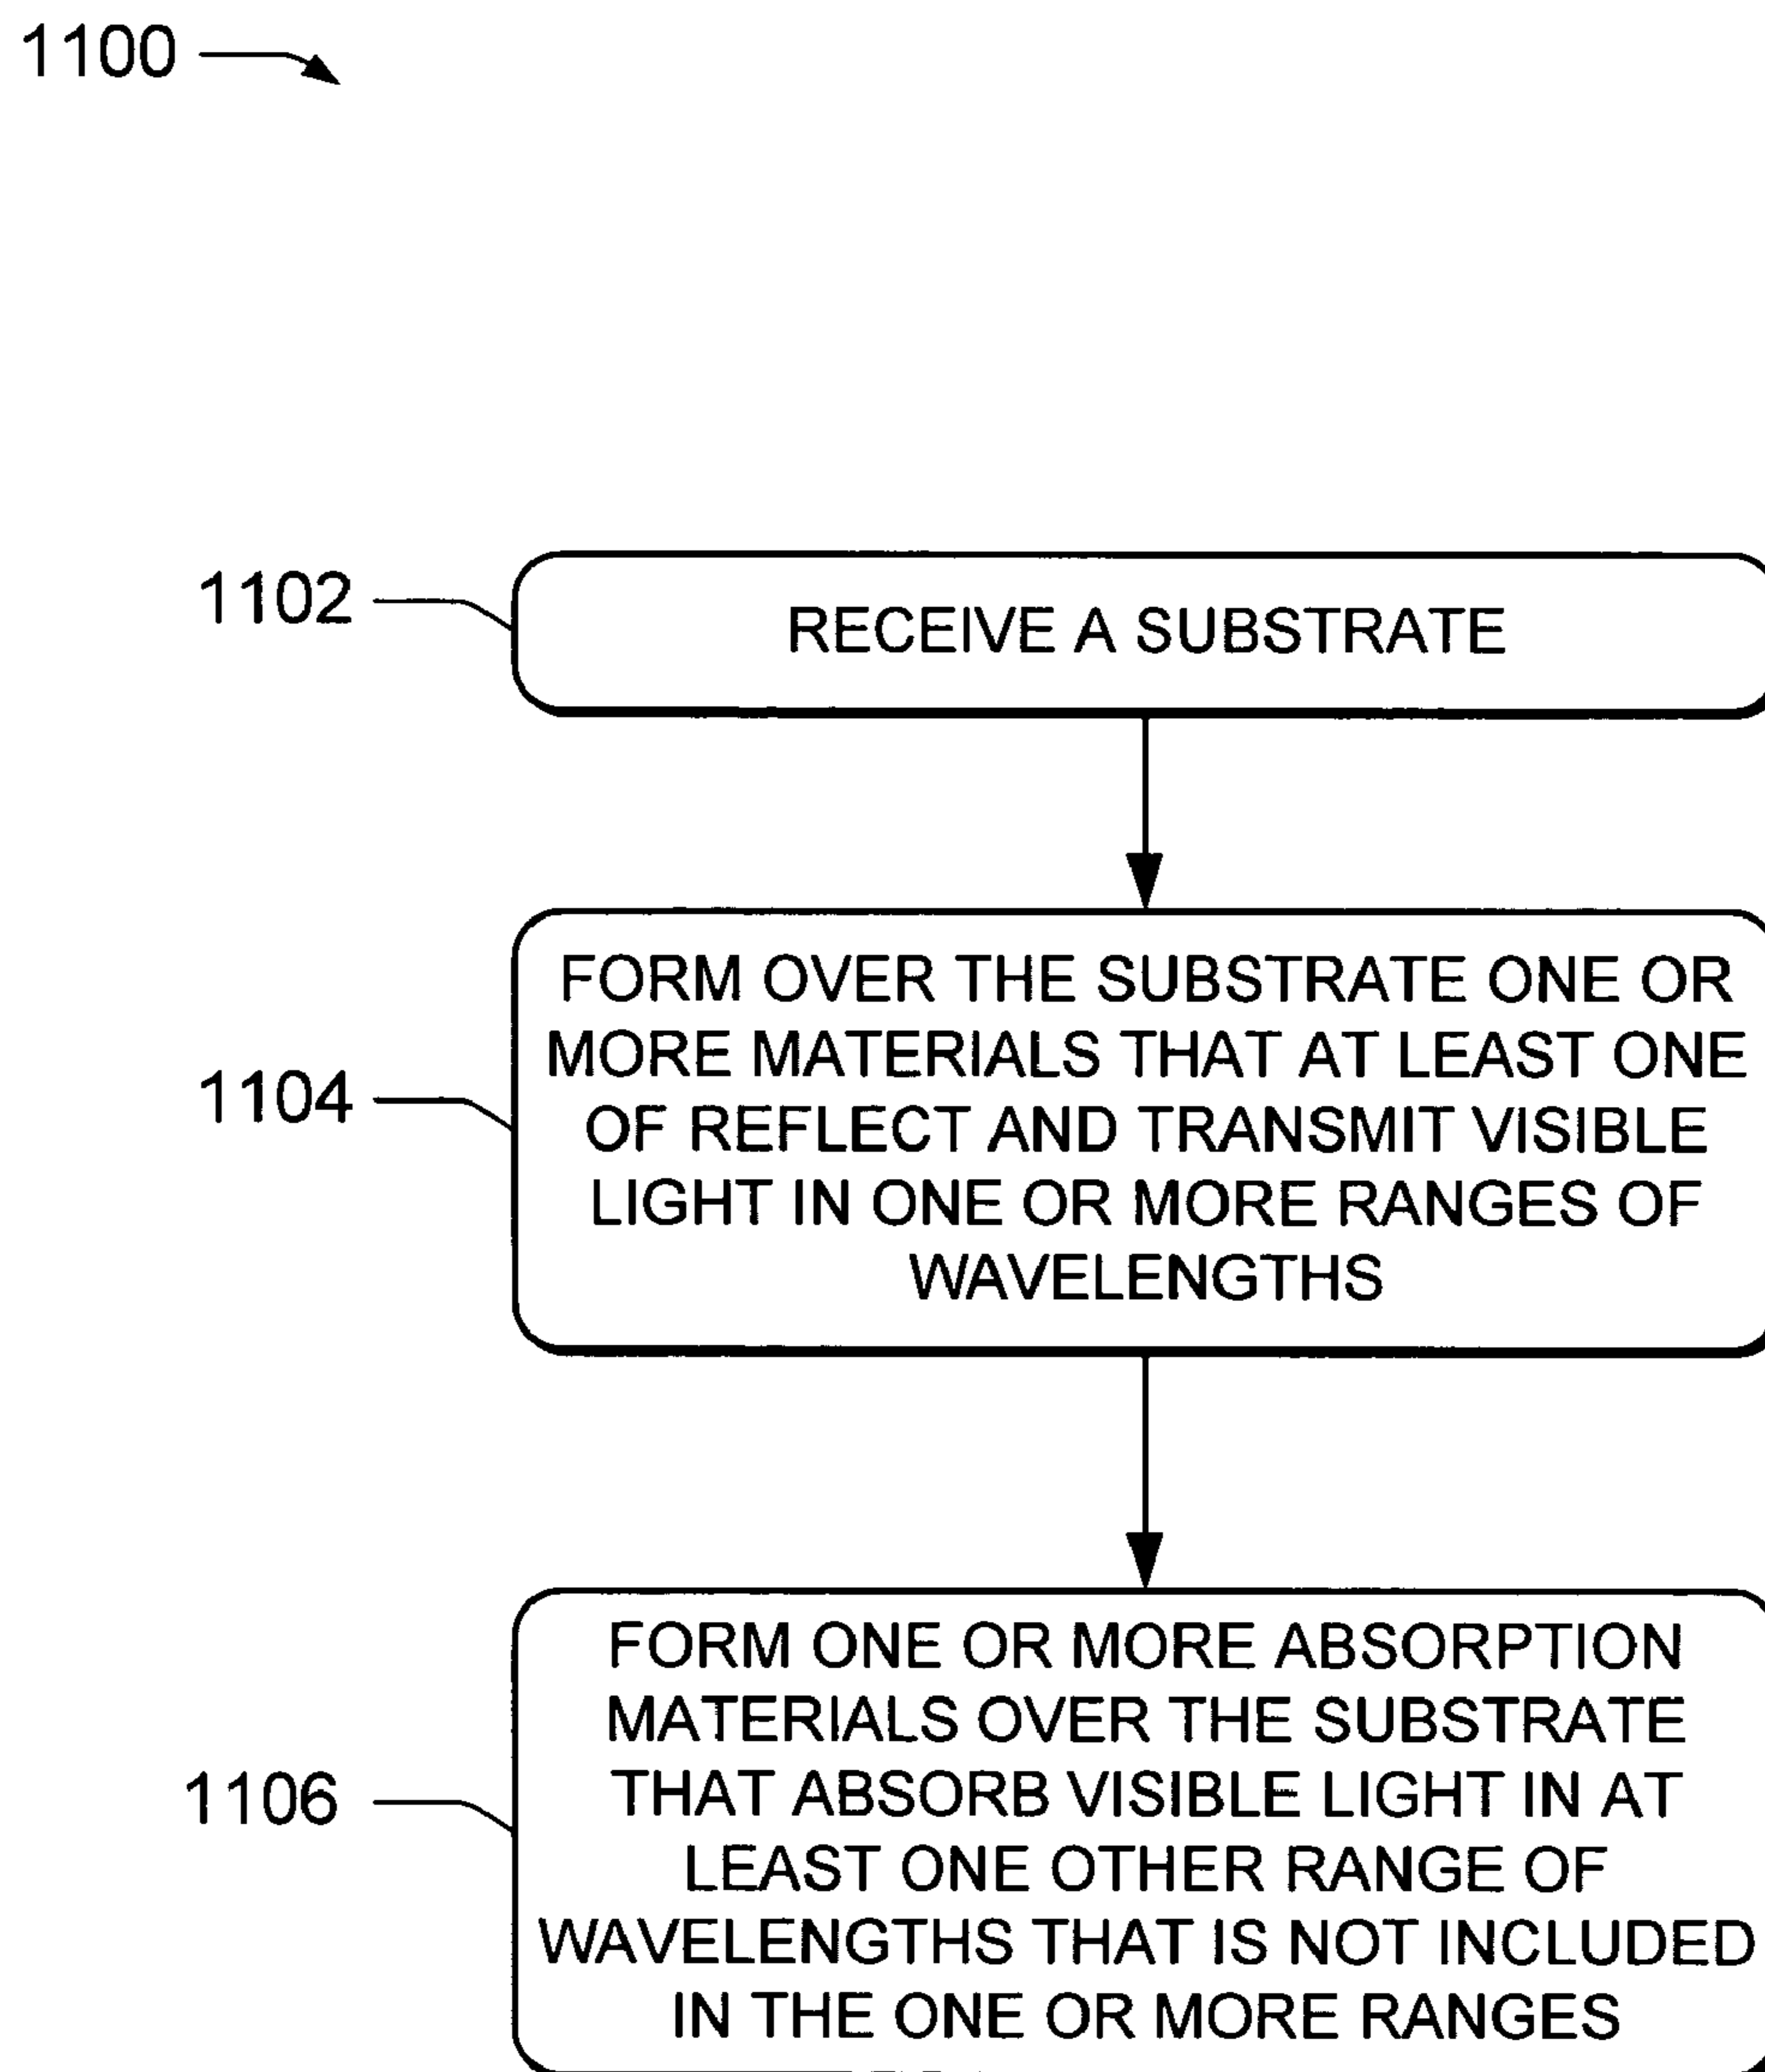 1100
1102
RECEIVE A SUBSTRATE
FORM OVER THE SUBSTRATE ONE OR
MORE MATERIALS THAT AT LEAST ONE
OF REFLECT AND TRANSMIT VISIBLE
LIGHT IN ONE OR MORE RANGES OF
WAVELENGTHS
1104
FORM ONE OR MORE ABSORPTION
MATERIALS OVER THE SUBSTRATE
THAT ABSORB VISIBLE LIGHT IN AT
LEAST ONE OTHER RANGE OF
WAVELENGTHS THAT IS NOT INCLUDED
IN THE ONE OR MORE RANGES
1106